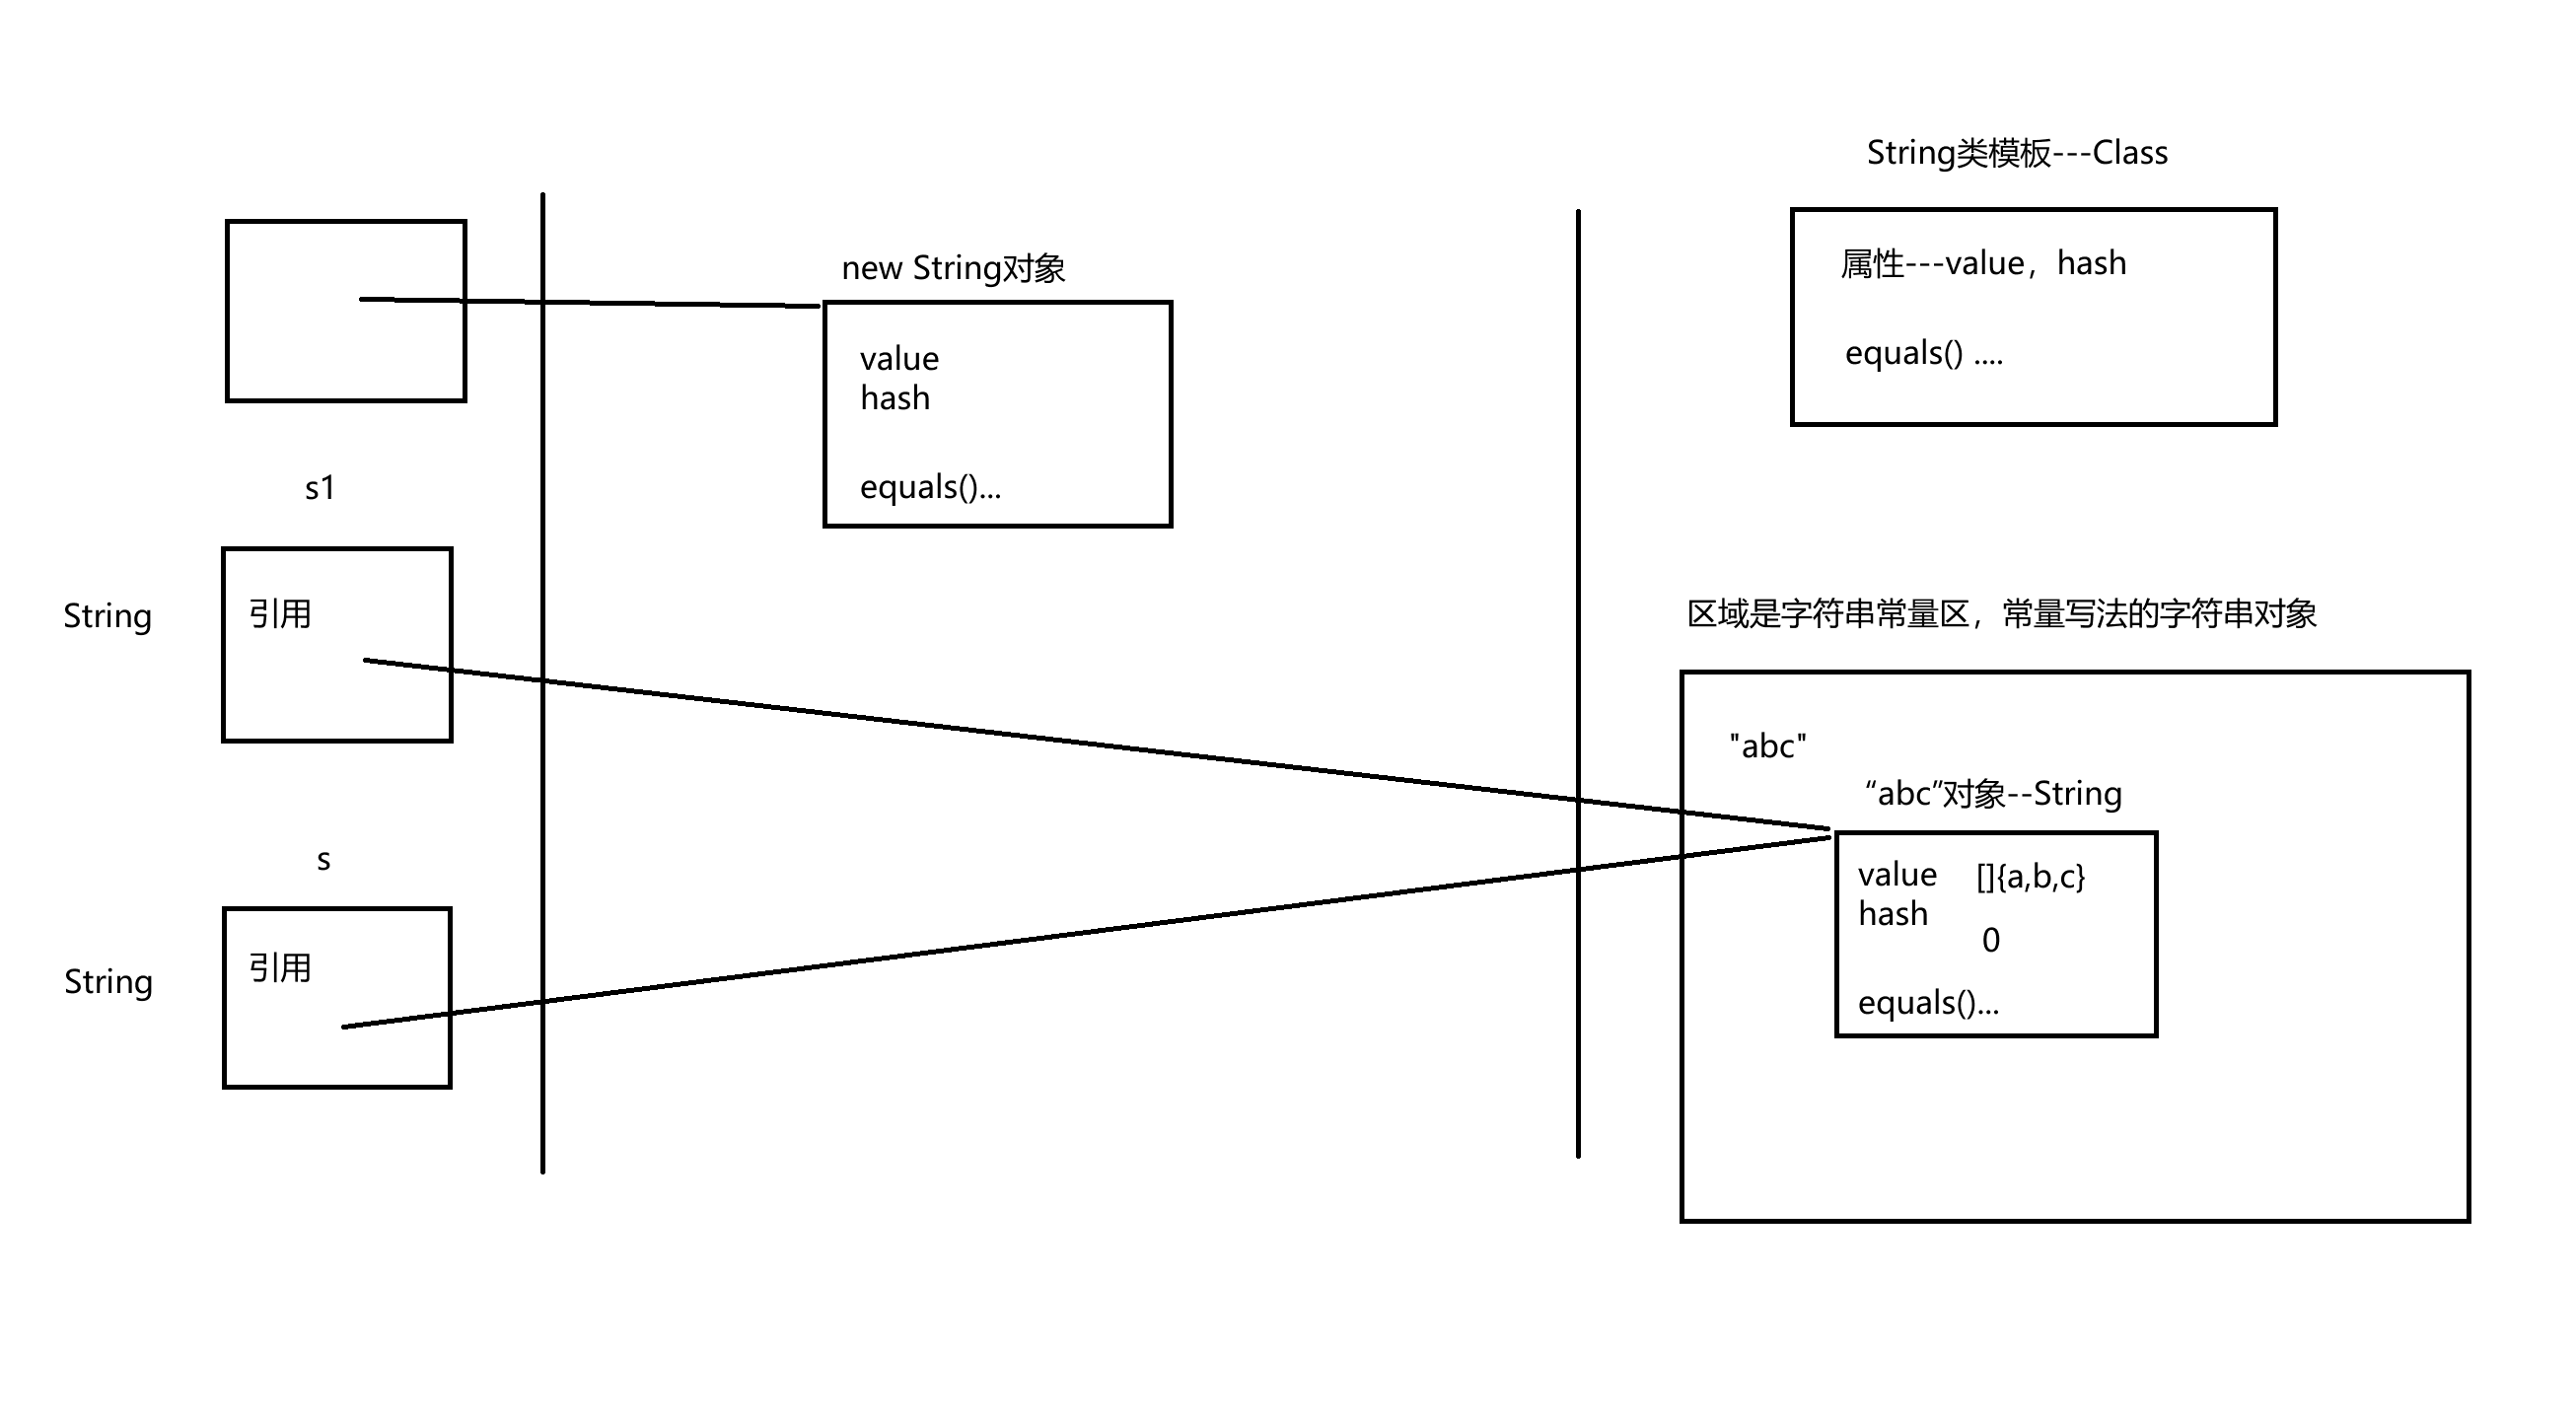 String类模板---Class
属性---value，hash
equals() ....
new String对象
value
hash
equals()...
s1
String
引用
区域是字符串常量区，常量写法的字符串对象
"abc"
“abc”对象--String
value []{a,b,c}
hash
0
equals()...
s
String
引用